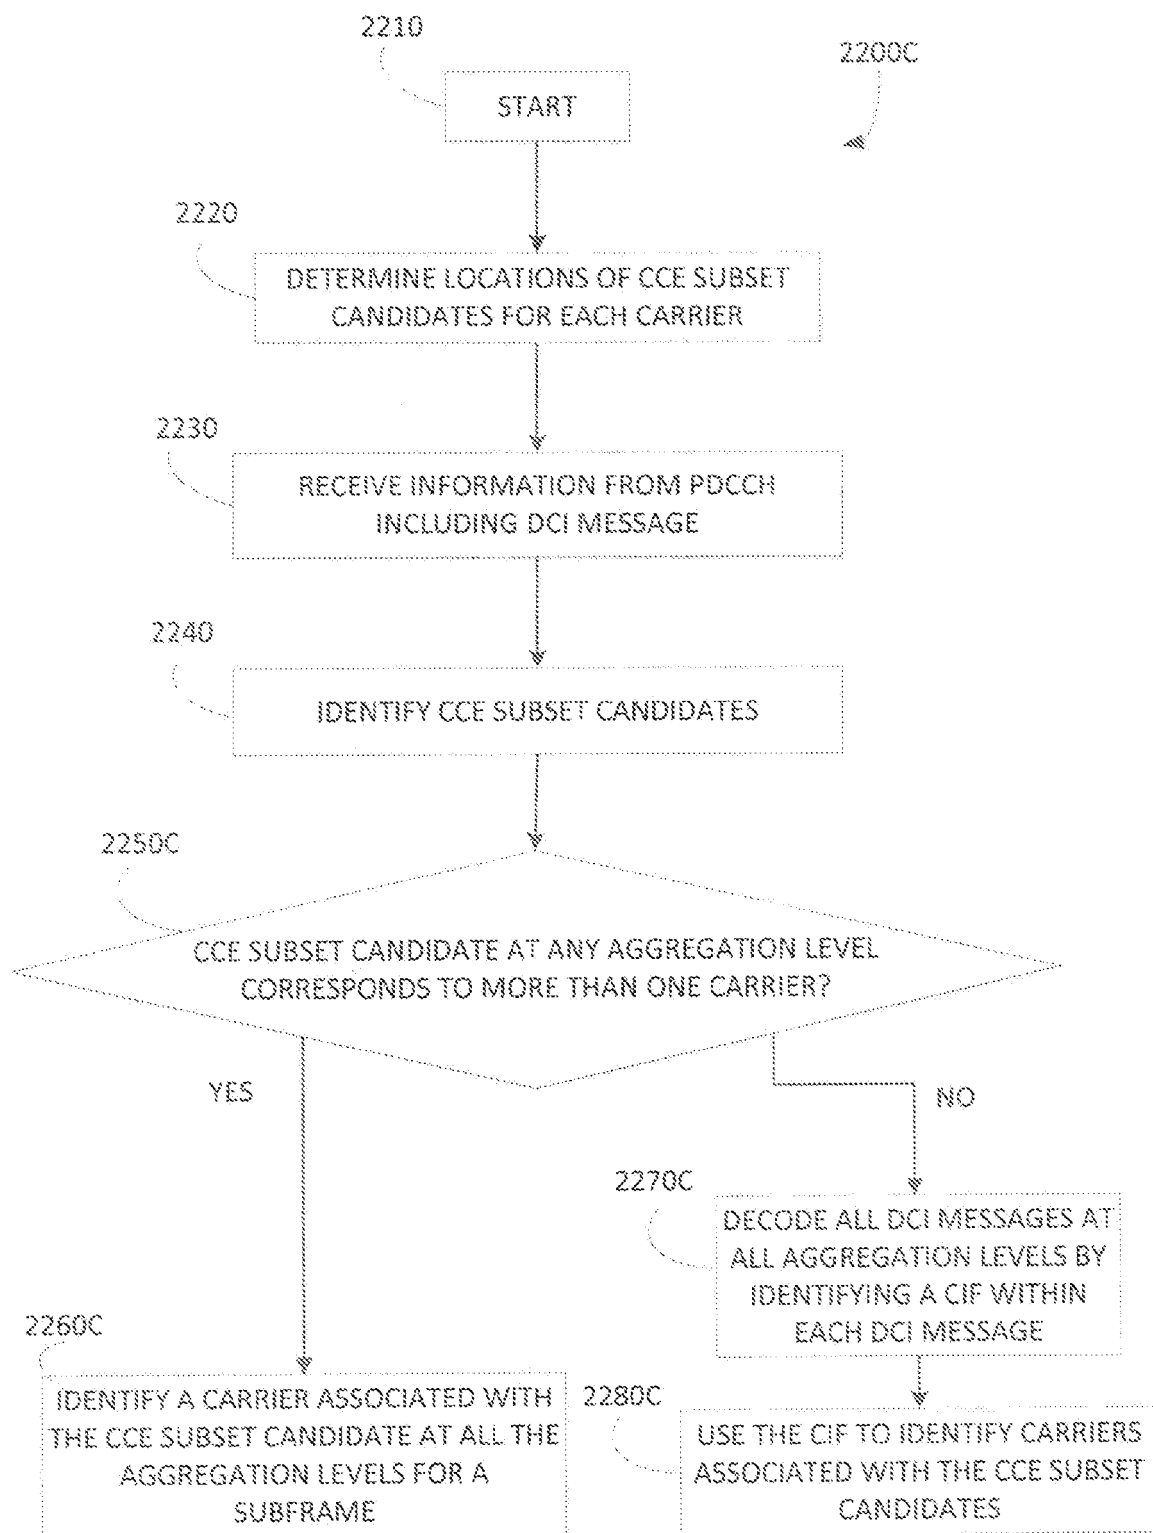 2210
2200C
START
2220
DETERMINE LOCATIONS OF CCE SUBSET
CANDIDATES FOR EACH CARRIER
2230
RECEIVE INFORMATION FROM PDCCH
INCLUDING DCI MESSAGE
2240
IDENTIFY CCE SUBSET CANDIDATES
2250C
CCE SUBSET CANDIDATE AT ANY AGGREGATION LEVEL
CORRESPONDS TO MORE THAN ONE CARRIER?
YES
NO
2270C
DECODE ALL DCI MESSAGES AT
ALL AGGREGATION LEVELS BY
IDENTIFYING A CIF WITHIN
EACH DCI MESSAGE
2260C
IDENTIFY A CARRIER ASSOCIATED WITH
THE CCE SUBSET CANDIDATE AT ALL THE
AGGREGATION LEVELS FOR A
SUBFRAME
2280C
USE THE CIF TO IDENTIFY CARRIERS
ASSOCIATED WITH THE CCE SUBSET
CANDIDATES